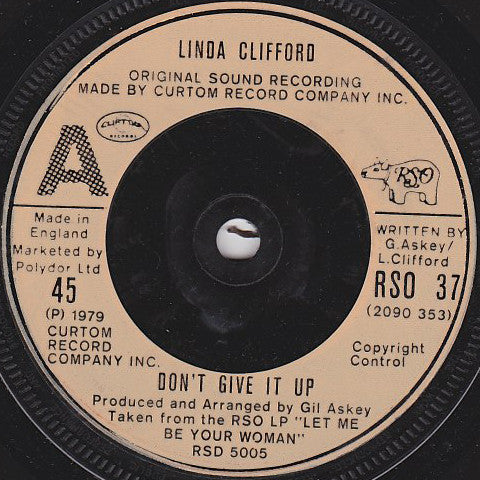 LINDA CLIFFORD
ORIGINAL SOUND RECORDING
MADE BY CURTOM RECORD COMPANY INC.
A
CURTOM
RECORDS
RSO
Made in
England
Marketed by
Polydor Ltd
45
(P) 1979
CURTOM
RECORD
COMPANY INC.
WRITTEN BY
G.Askey/
L.Clifford
RSO 37
(2090 353)
Copyright
Control
DON'T GIVE IT UP
Produced and Arranged by Gil Askey
Taken from the RSO LP "LET ME
BE YOUR WOMAN"
RSD 5005